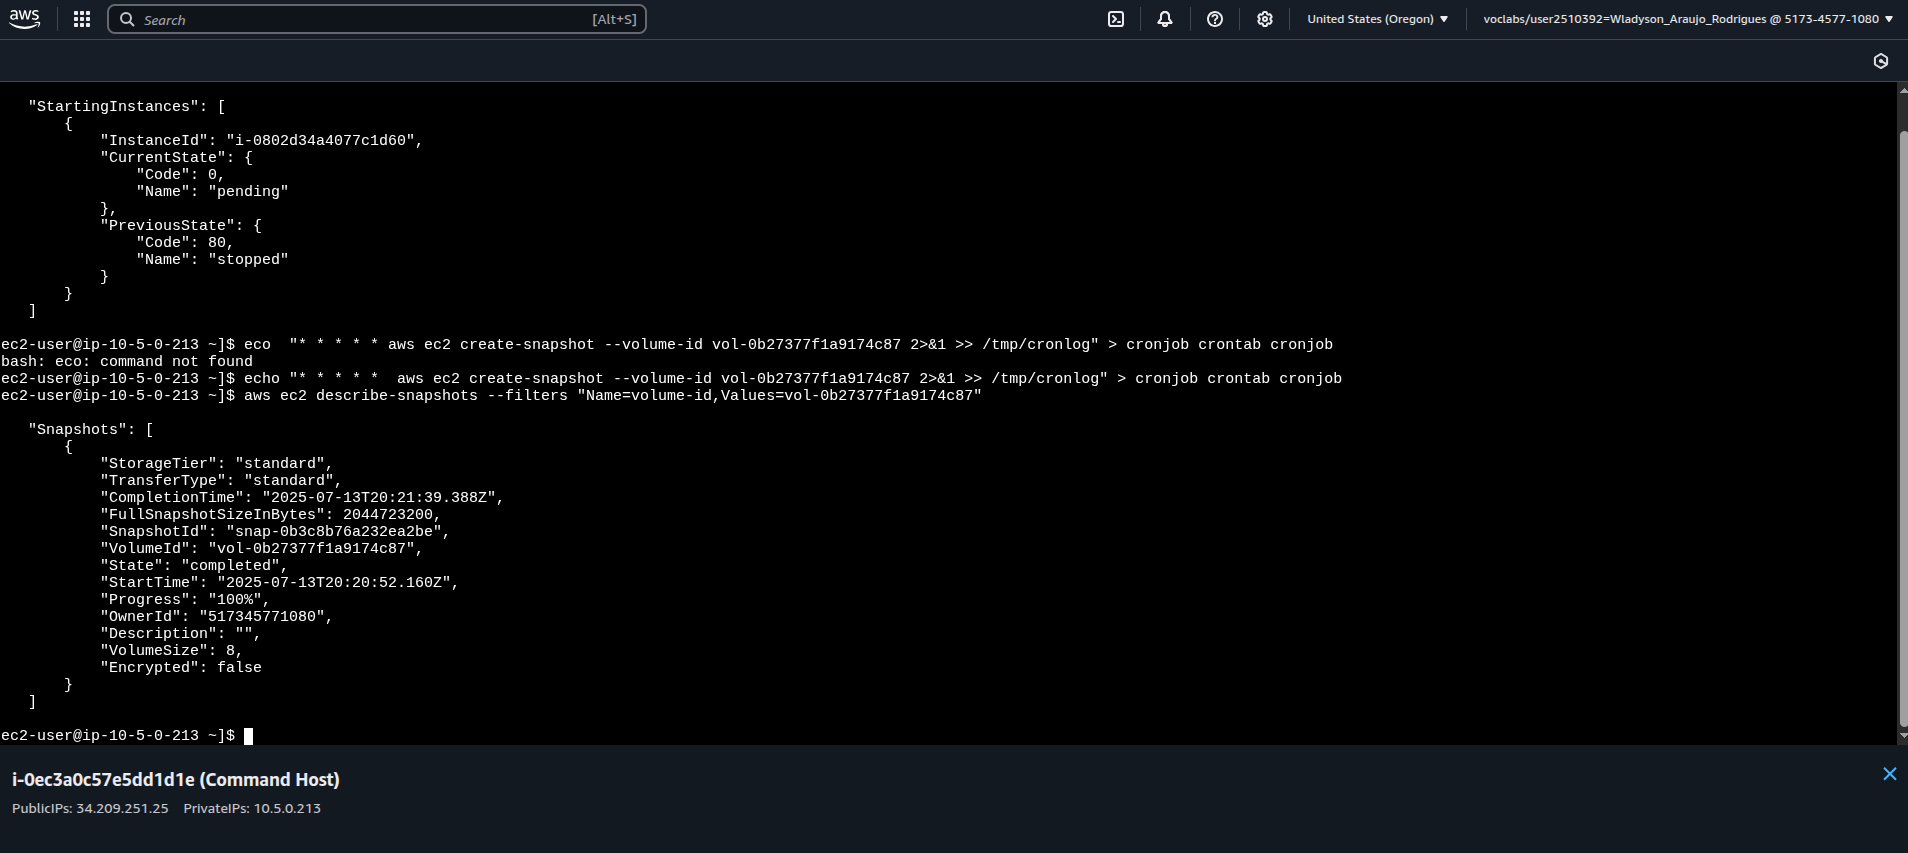 aws
Search [Alt+S] United States (Oregon) voclabs/user2510392=Wladyson_Araujo_Rodrigues @ 5173-4577-1080
    "StartingInstances": [
        {
            "InstanceId": "i-0802d34a4077c1d60",
            "CurrentState": {
                "Code": 0,
                "Name": "pending"
            },
            "PreviousState": {
                "Code": 80,
                "Name": "stopped"
            }
        }
    ]
ec2-user@ip-10-5-0-213 ~]$ eco  "* * * * * aws ec2 create-snapshot --volume-id vol-0b27377f1a9174c87 2>&1 >> /tmp/cronlog" > cronjob crontab cronjob
bash: eco: command not found
ec2-user@ip-10-5-0-213 ~]$ echo "* * * * *  aws ec2 create-snapshot --volume-id vol-0b27377f1a9174c87 2>&1 >> /tmp/cronlog" > cronjob crontab cronjob
ec2-user@ip-10-5-0-213 ~]$ aws ec2 describe-snapshots --filters "Name=volume-id,Values=vol-0b27377f1a9174c87"
    "Snapshots": [
        {
            "StorageTier": "standard",
            "TransferType": "standard",
            "CompletionTime": "2025-07-13T20:21:39.388Z",
            "FullSnapshotSizeInBytes": 2044723200,
            "SnapshotId": "snap-0b3c8b76a232ea2be",
            "VolumeId": "vol-0b27377f1a9174c87",
            "State": "completed",
            "StartTime": "2025-07-13T20:20:52.160Z",
            "Progress": "100%",
            "OwnerId": "517345771080",
            "Description": "",
            "VolumeSize": 8,
            "Encrypted": false
        }
    ]
ec2-user@ip-10-5-0-213 ~]$
i-0ec3a0c57e5dd1d1e (Command Host)
PublicIPs: 34.209.251.25 PrivateIPs: 10.5.0.213